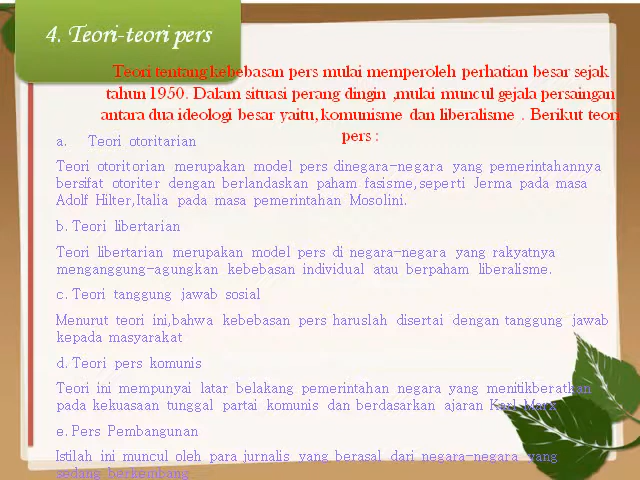 4. Teori-teori pers
Teori tentang kebebasan pers mulai memperoleh perhatian besar sejak
tahun 1950. Dalam situasi perang dingin ,mulai muncul gejala persaingan
antara dua ideologi besar yaitu, komunisme dan liberalisme . Berikut teori
pers :
a. Teori otoritarian
Teori otoritorian merupakan model pers dinegara-negara yang pemerintahannya
bersifat otoriter dengan berlandaskan paham fasisme,seperti Jerma pada masa
Adolf Hilter,Italia pada masa pemerintahan Mosolini.
b. Teori libertarian
Teori libertarian merupakan model pers di negara-negara yang rakyatnya
menganggung-agungkan kebebasan individual atau berpaham liberalisme.
c. Teori tanggung jawab sosial
Menurut teori ini,bahwa kebebasan pers haruslah disertai dengan tanggung jawab
kepada masyarakat
d. Teori pers komunis
Teori ini mempunyai latar belakang pemerintahan negara yang menitikberatkan
pada kekuasaan tunggal partai komunis dan berdasarkan ajaran Karl Marx
e. Pers Pembangunan
Istilah ini muncul oleh para jurnalis yang berasal dari negara-negara yang
sedang berkembang